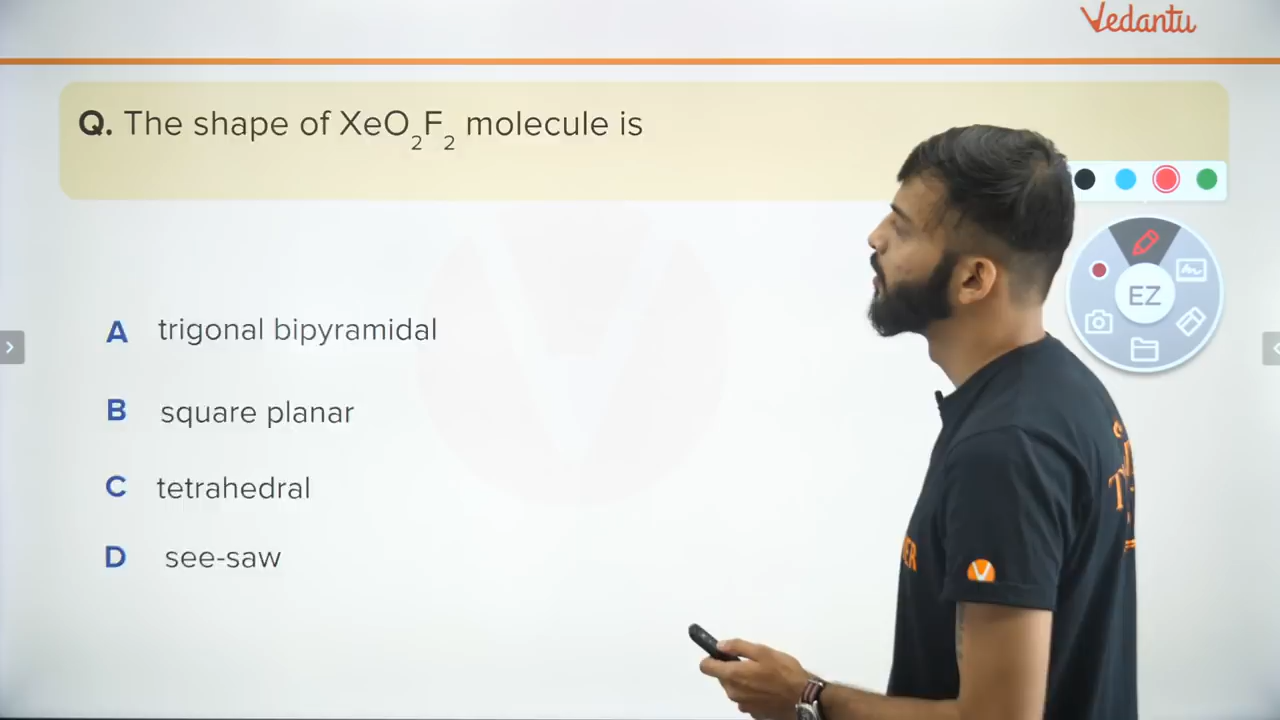 Vedantu
Q. The shape of XeO₂F₂ molecule is
EZ
A trigonal bipyramidal
B square planar
C tetrahedral
D see-saw